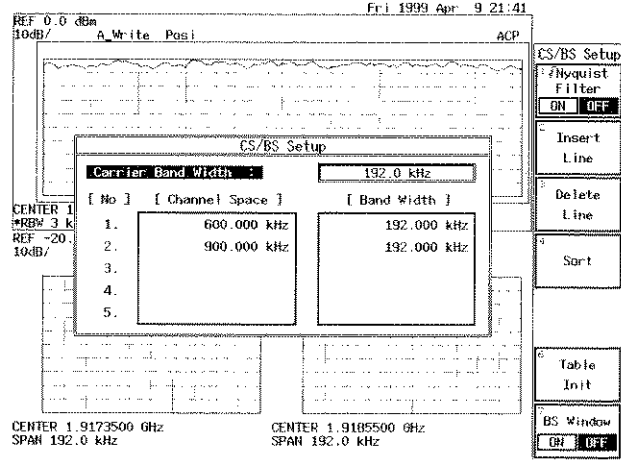 Fri 1999 Apr 9 21:41
REF 0.0 dBm
10dB/ A_Write Posi ACP
CENTER 1
*RBW 3 k
REF -20.
10dB/
CS/BS Setup
Carrier Band Width : 192.0 kHz
[ No ] [ Channel Space ] [ Band Width ]
1. 600.000 kHz 192.000 kHz
2. 900.000 kHz 192.000 kHz
3.
4.
5.
CENTER 1.9173500 GHz CENTER 1.9185500 GHz
SPAN 192.0 kHz SPAN 192.0 kHz
CS/BS Setup
Nyquist
Filter
ON OFF
Insert
Line
3
Delete
Line
4
Sort
6
Table
Init
7
BS Window
ON OFF